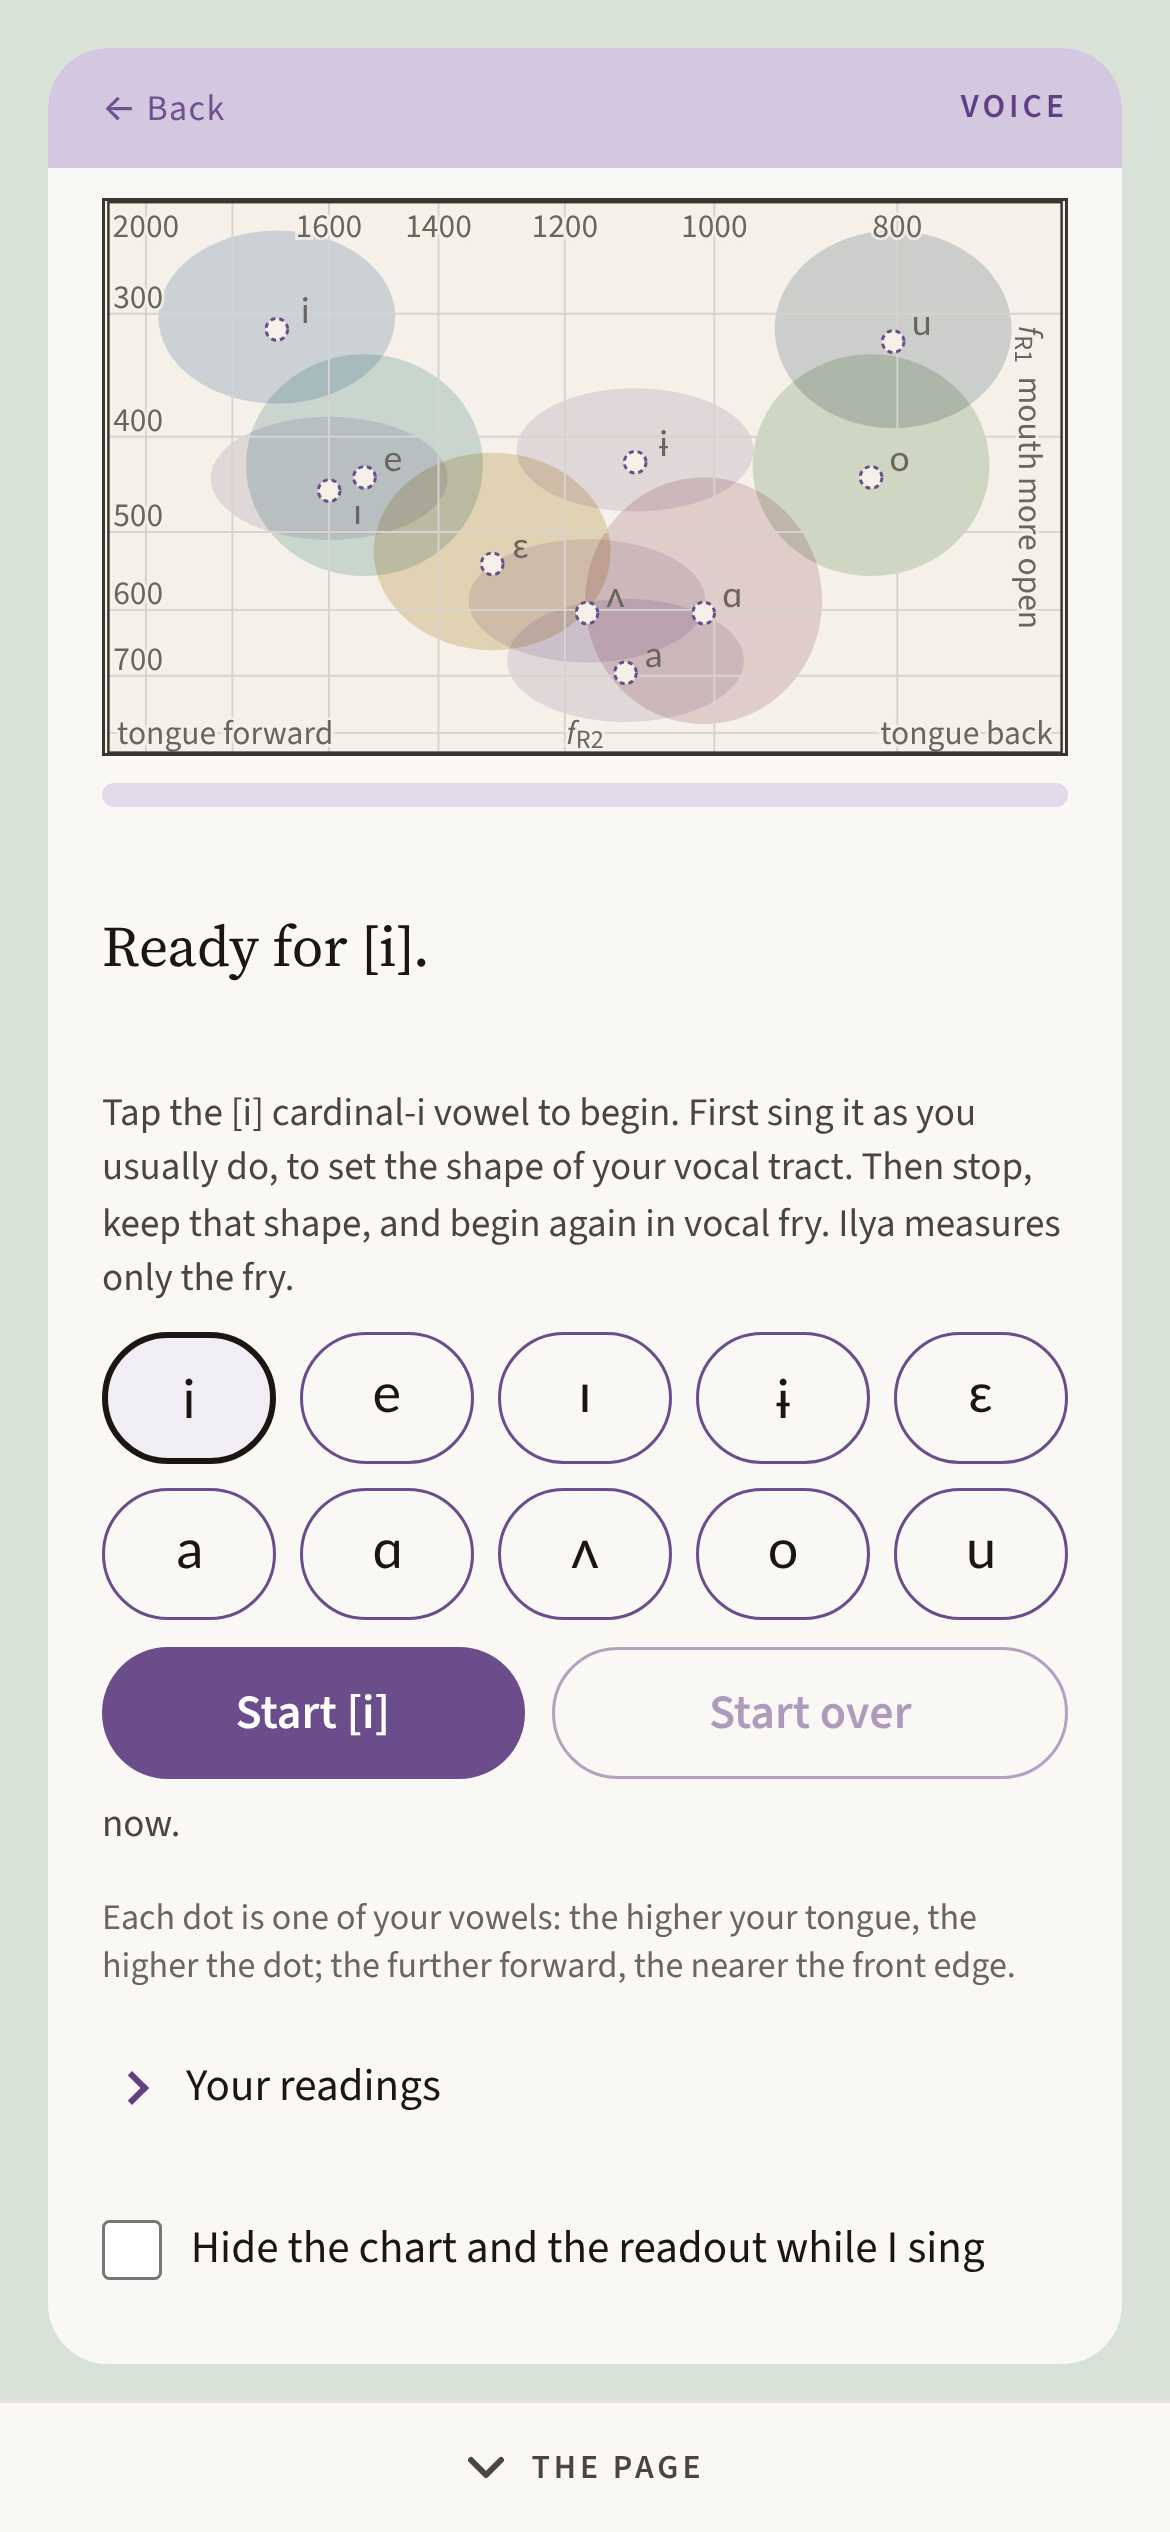 ← Back
VOICE
2000 1600 1400 1200 1000 800
300
400
500
600
700
i
u
e
ɪ
ɨ
o
ɛ
ʌ
ɑ
a
fR1 mouth more open
tongue forward fR2 tongue back
Ready for [i].
Tap the [i] cardinal-i vowel to begin. First sing it as you
usually do, to set the shape of your vocal tract. Then stop,
keep that shape, and begin again in vocal fry. Ilya measures
only the fry.
i e ɪ ɨ ɛ
a ɑ ʌ o u
Start [i] Start over
now.
Each dot is one of your vowels: the higher your tongue, the
higher the dot; the further forward, the nearer the front edge.
Your readings
Hide the chart and the readout while I sing
THE PAGE